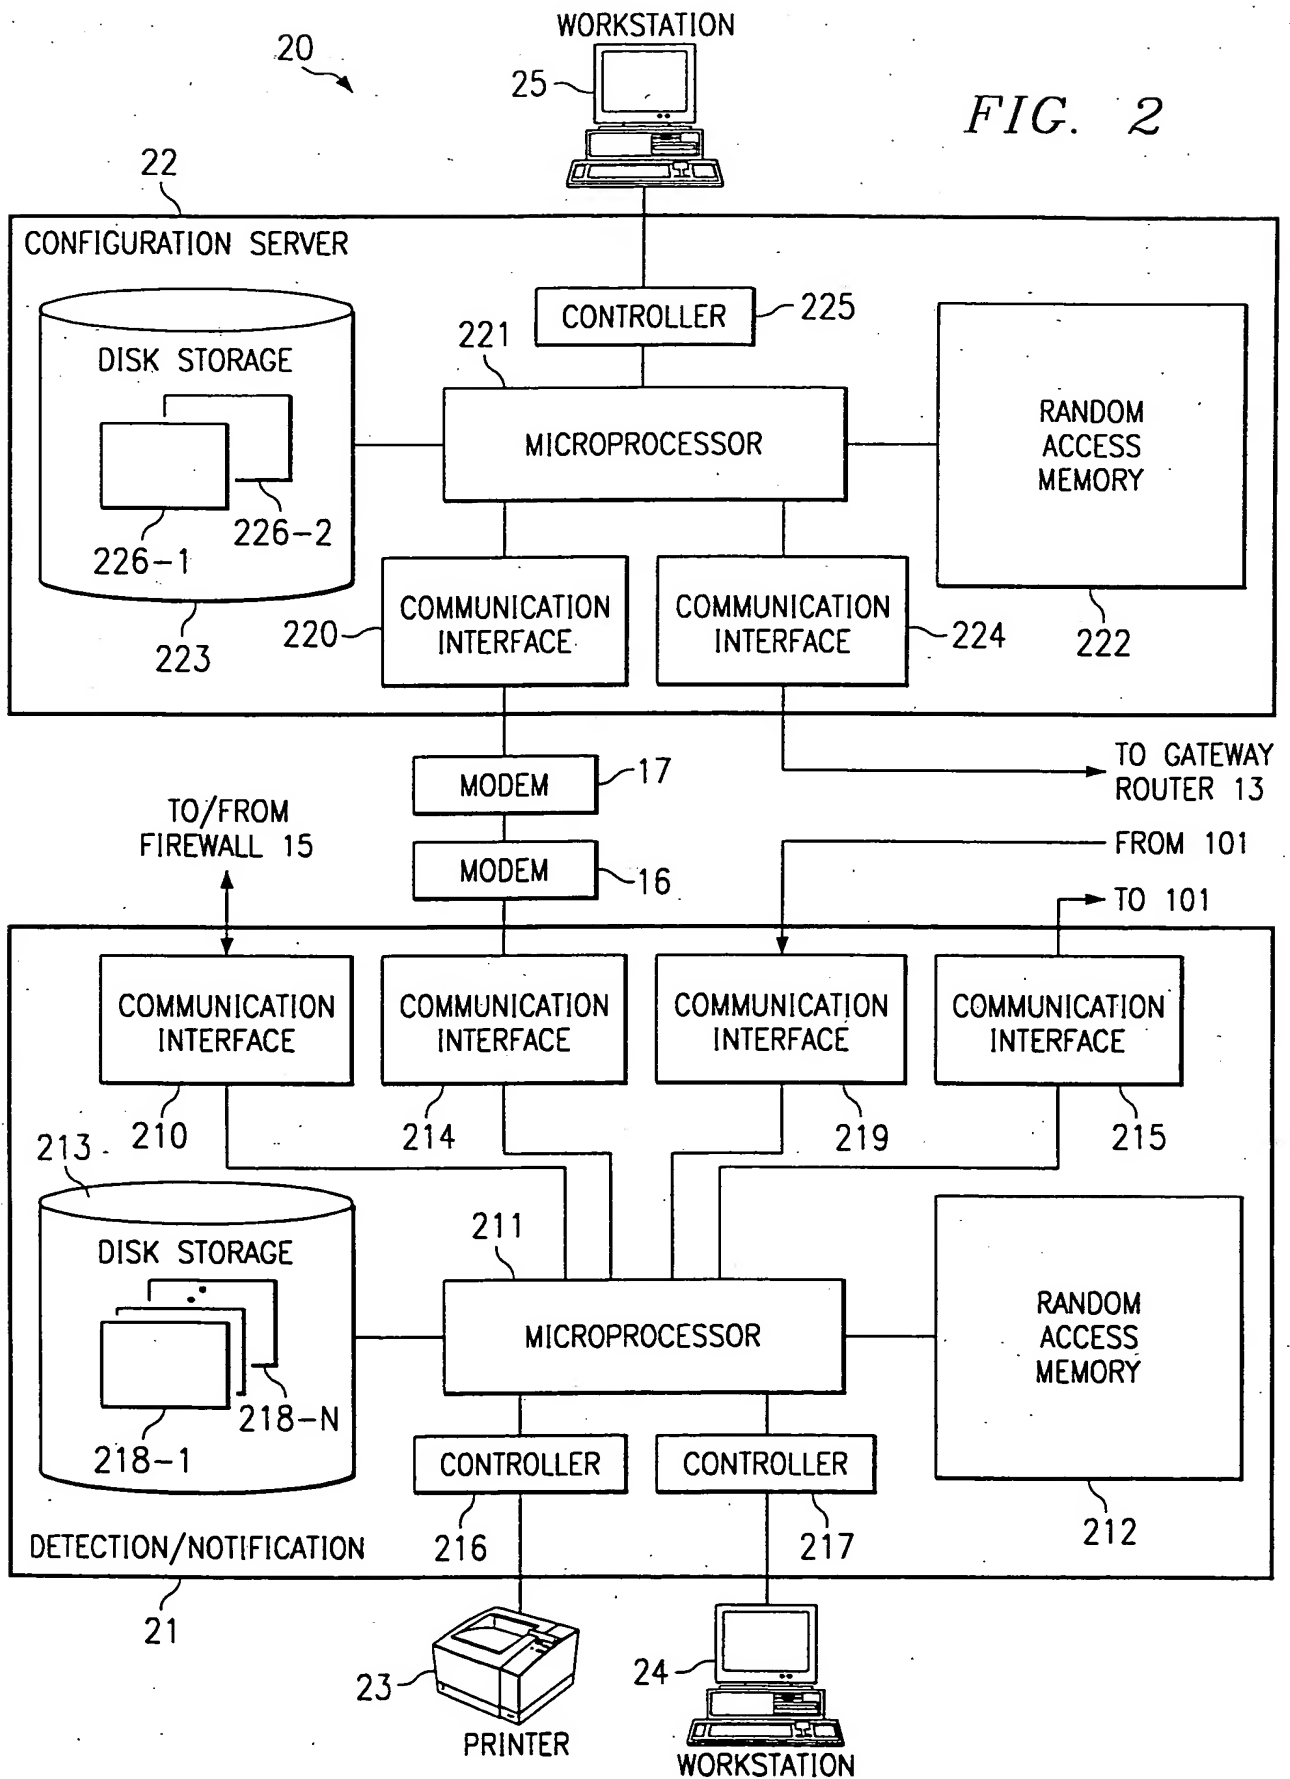 WORKSTATION
20
25
FIG. 2
22
CONFIGURATION SERVER
CONTROLLER
225
221
DISK STORAGE
MICROPROCESSOR
RANDOM
ACCESS
MEMORY
226-2
226-1
COMMUNICATION
INTERFACE
COMMUNICATION
INTERFACE
220
224
222
223
MODEM
17
TO GATEWAY
ROUTER 13
TO/FROM
FIREWALL 15
MODEM
16
FROM 101
TO 101
COMMUNICATION
INTERFACE
COMMUNICATION
INTERFACE
COMMUNICATION
INTERFACE
COMMUNICATION
INTERFACE
210
214
219
215
213
211
DISK STORAGE
MICROPROCESSOR
RANDOM
ACCESS
MEMORY
218-N
218-1
CONTROLLER
CONTROLLER
216
217
212
DETECTION/NOTIFICATION
21
23
24
PRINTER
WORKSTATION